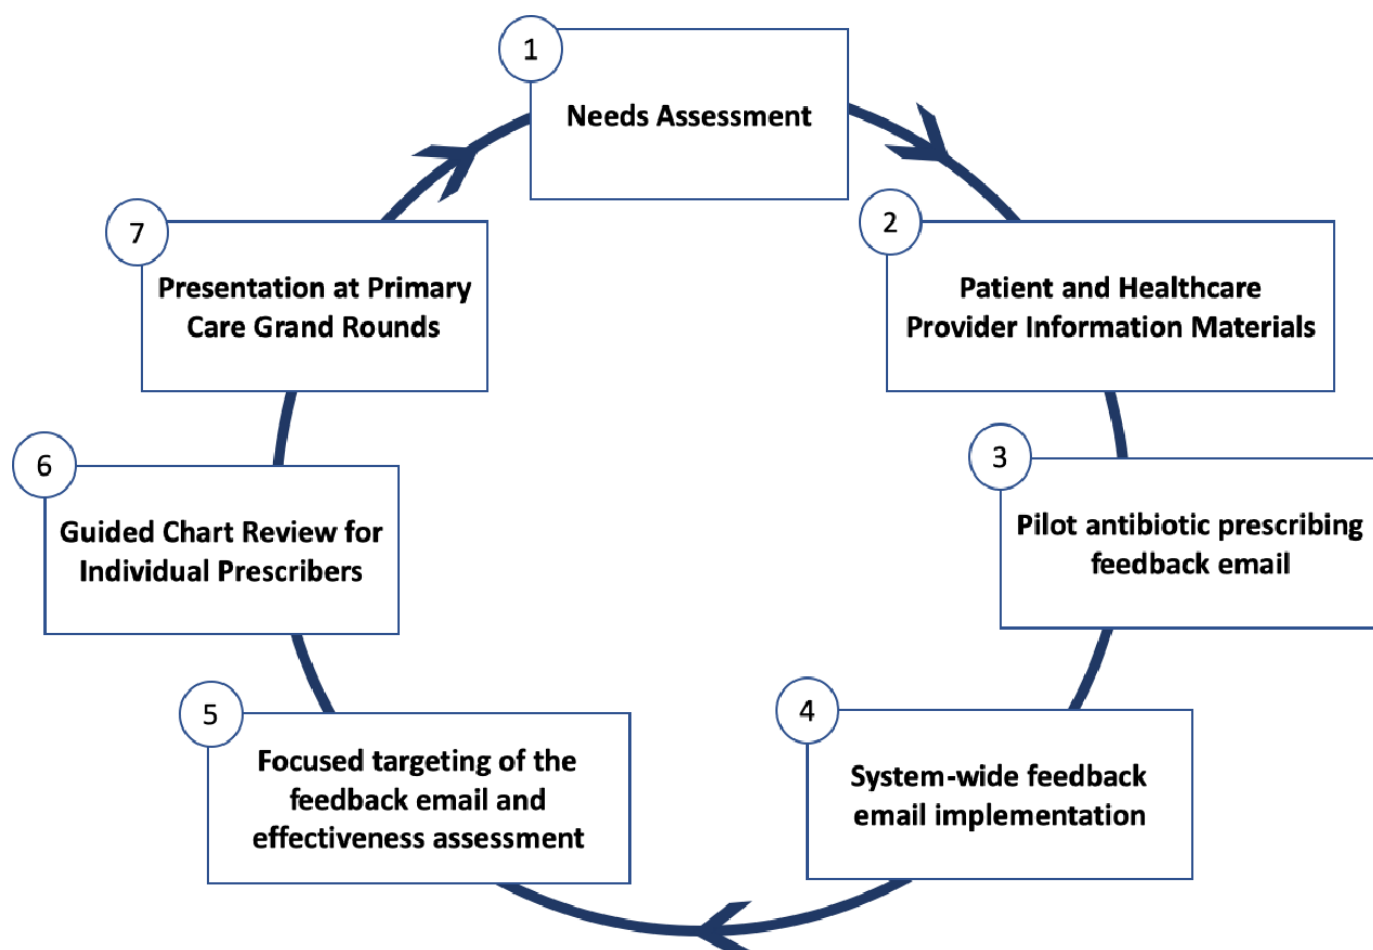 1
Needs Assessment
2
Patient and Healthcare
Provider Information Materials
3
Pilot antibiotic prescribing
feedback email
4
System-wide feedback
email implementation
5
Focused targeting of the
feedback email and
effectiveness assessment
6
Guided Chart Review for
Individual Prescribers
7
Presentation at Primary
Care Grand Rounds